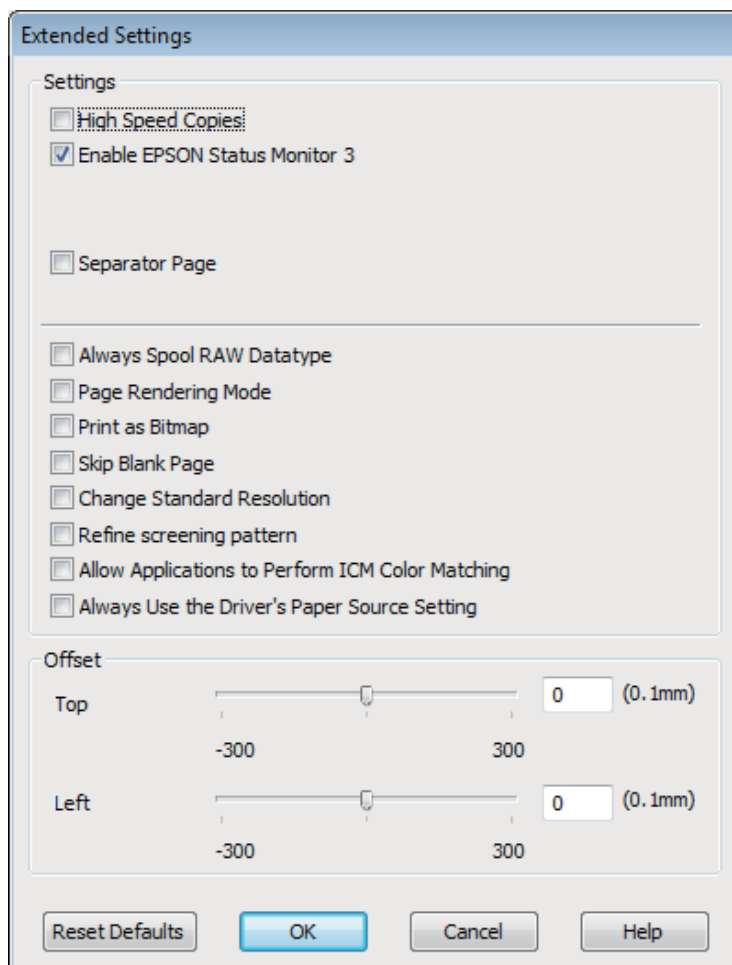 Extended Settings
Settings
High Speed Copies
Enable EPSON Status Monitor 3
Separator Page
Always Spool RAW Datatype
Page Rendering Mode
Print as Bitmap
Skip Blank Page
Change Standard Resolution
Refine screening pattern
Allow Applications to Perform ICM Color Matching
Always Use the Driver's Paper Source Setting
Offset
Top 0 (0.1mm)
-300 300
Left 0 (0.1mm)
-300 300
Reset Defaults OK Cancel Help